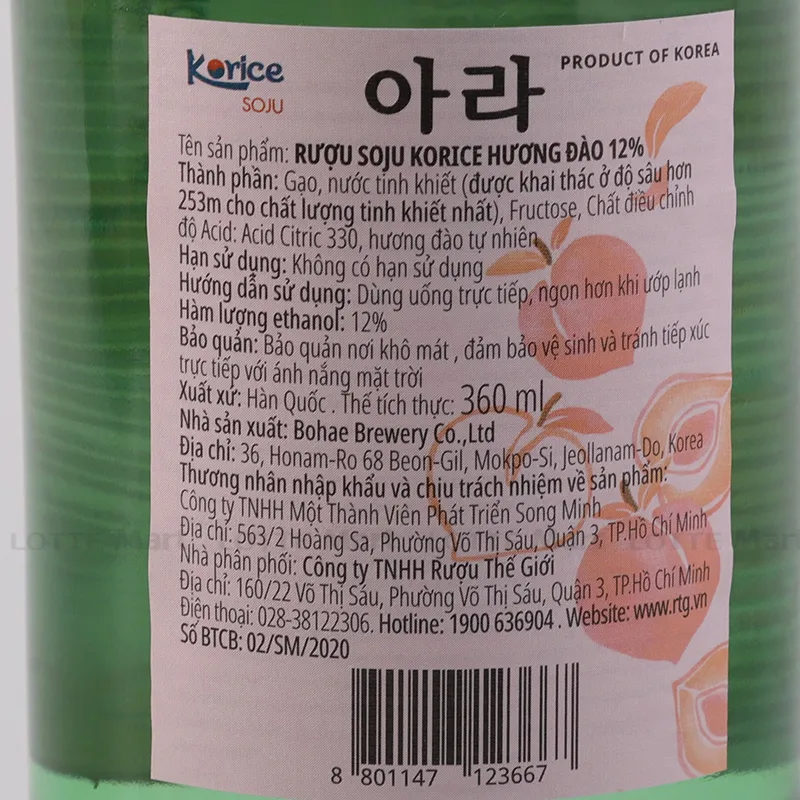 Korice
SOJU
아라
PRODUCT OF KOREA
Tên sản phẩm: RƯỢU SOJU KORICE HƯƠNG ĐÀO 12%
Thành phần: Gạo, nước tinh khiết (được khai thác ở độ sâu hơn
253m cho chất lượng tinh khiết nhất), Fructose, Chất điều chỉnh
độ Acid: Acid Citric 330, hương đào tự nhiên
Hạn sử dụng: Không có hạn sử dụng
Hướng dẫn sử dụng: Dùng uống trực tiếp, ngon hơn khi ướp lạnh
Hàm lượng ethanol: 12%
Bảo quản: Bảo quản nơi khô mát , đảm bảo vệ sinh và tránh tiếp xúc
trực tiếp với ánh nắng mặt trời
Xuất xứ: Hàn Quốc . Thể tích thực: 360 ml
Nhà sản xuất: Bohae Brewery Co.,Ltd
Địa chỉ: 36, Honam-Ro 68 Beon-Gil, Mokpo-Si, Jeollanam-Do, Korea
Thương nhân nhập khẩu và chịu trách nhiệm về sản phẩm:
Công ty TNHH Một Thành Viên Phát Triển Song Minh
Địa chỉ: 563/2 Hoàng Sa, Phường Võ Thị Sáu, Quận 3, TP.Hồ Chí Minh
Nhà phân phối: Công ty TNHH Rượu Thế Giới
Địa chỉ: 160/22 Võ Thị Sáu, Phường Võ Thị Sáu, Quận 3, TP.Hồ Chí Minh
Điện thoại: 028-38122306. Hotline: 1900 636904 . Website: www.rtg.vn
Số BTCB: 02/SM/2020
8 801147 123667
LOTTE Mart
LOTTE Mart